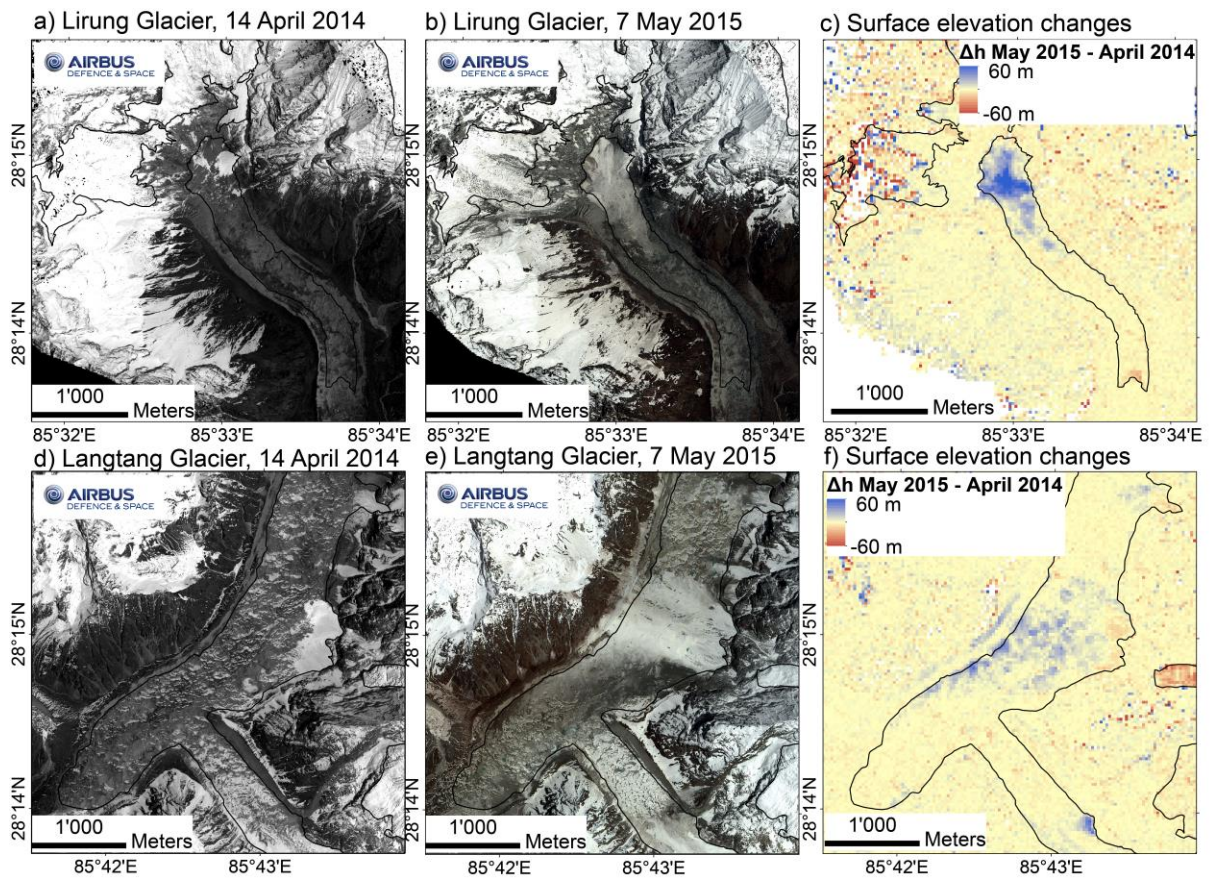 a) Lirung Glacier, 14 April 2014
b) Lirung Glacier, 7 May 2015
c) Surface elevation changes
AIRBUS
DEFENCE & SPACE
AIRBUS
DEFENCE & SPACE
Δh May 2015 - April 2014
60 m
-60 m
28°15'N
28°14'N
28°15'N
28°14'N
28°15'N
28°14'N
1'000
Meters
1'000
Meters
1'000
Meters
85°32'E
85°33'E
85°34'E
85°32'E
85°33'E
85°34'E
85°32'E
85°33'E
85°34'E
d) Langtang Glacier, 14 April 2014
e) Langtang Glacier, 7 May 2015
f) Surface elevation changes
AIRBUS
DEFENCE & SPACE
AIRBUS
DEFENCE & SPACE
Δh May 2015 - April 2014
60 m
-60 m
28°15'N
28°14'N
28°15'N
28°14'N
28°15'N
28°14'N
1'000
Meters
1'000
Meters
1'000
Meters
85°42'E
85°43'E
85°42'E
85°43'E
85°42'E
85°43'E